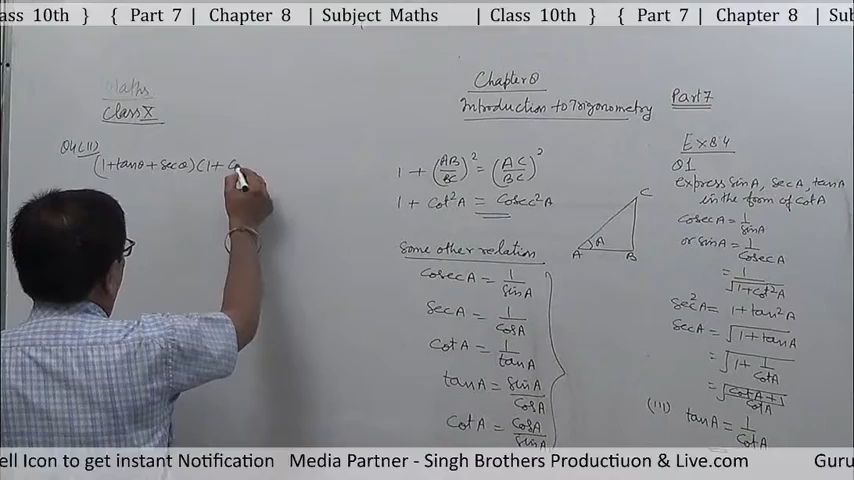 ass 10th } { Part 7 | Chapter 8 | Subject Maths | Class 10th } { Part 7 | Chapter 8 | Sub
Maths
Class X
Q4(II)
(1+tanθ+secθ)(1+C
Chapter 8
Introduction to Trigonometry
Part 7
1 + (AB/BC)² = (AC/BC)²
1 + cot²A = cosec²A
Some other relation
cosecA = 1/sinA
secA = 1/cosA
cotA = 1/tanA
tanA = sinA/cosA
cotA = cosA/sinA
C
A
A
B
Ex 8.4
Q1
express sinA, secA, tanA
in the form of cotA
cosecA = 1/sinA
or sinA = 1/cosecA
= 1/√1+cot²A
sec²A = 1+tan²A
secA = √1+tanA
= √1+1/cotA
= √cotA+1/cotA
(III) tanA = 1/cotA
ell Icon to get instant Notification Media Partner - Singh Brothers Productiuon & Live.com Guru